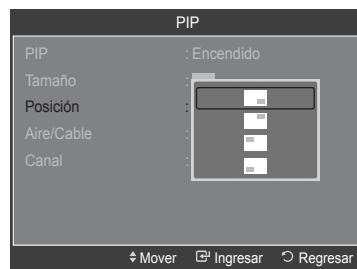 PIP
PIP : Encendido
Tamaño :
Posición :
Aire/Cable :
Canal :
Mover Ingresar Regresar